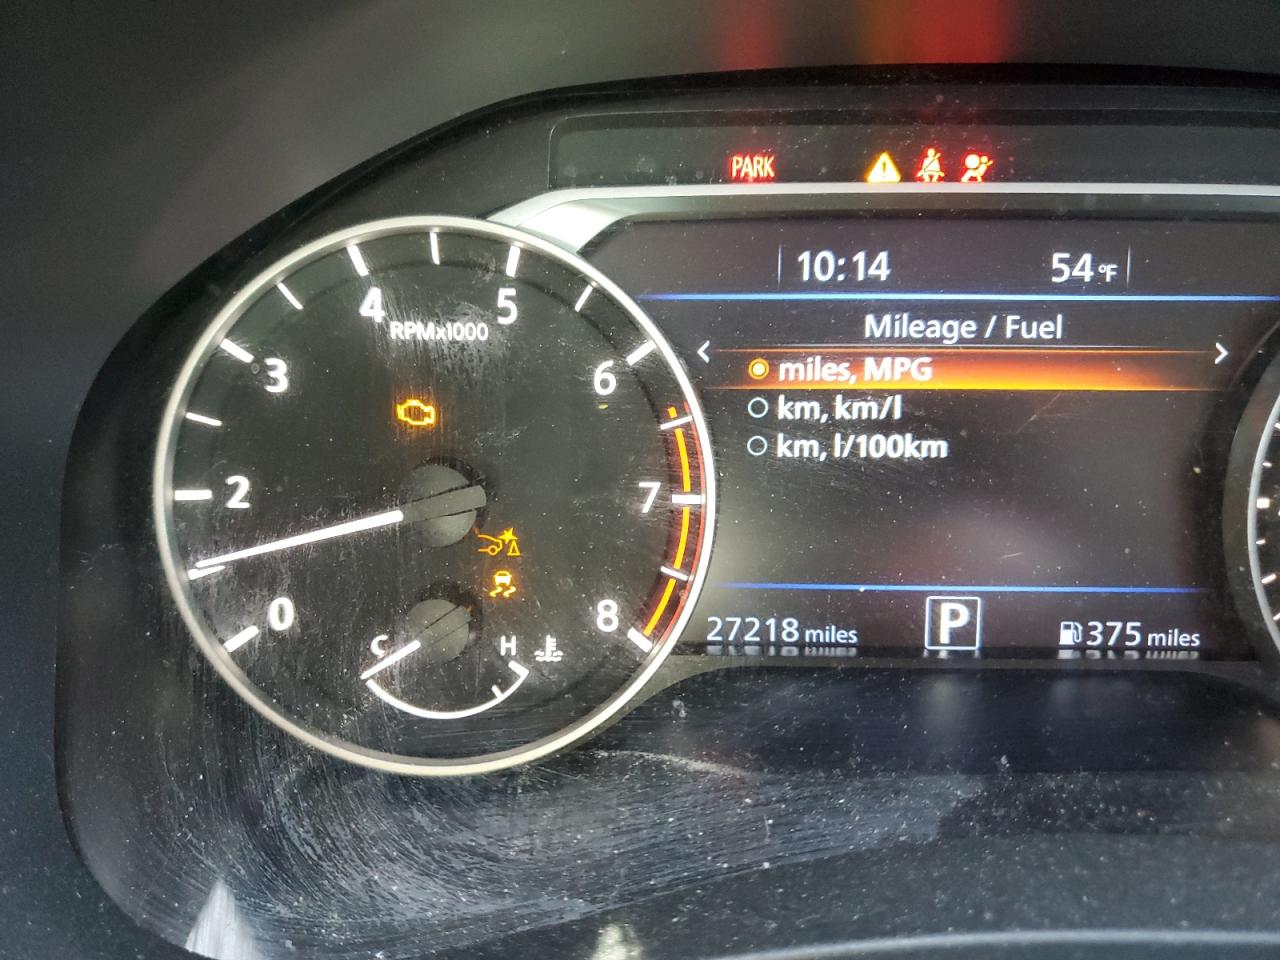 PARK
10:14 54°F
Mileage / Fuel
miles, MPG
km, km/l
km, l/100km
27218 miles P 375 miles
4 5
RPMx1000
3 6
2 7
0 8
C H